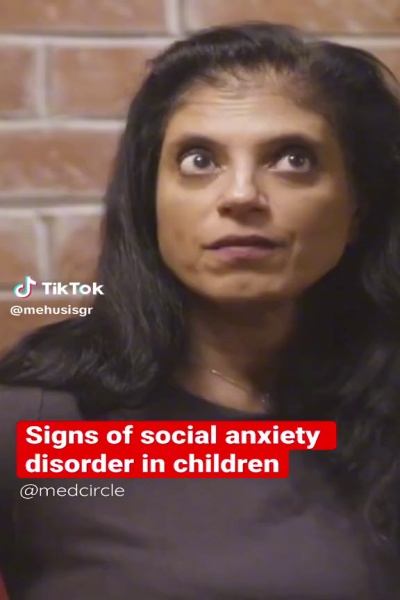 TikTok
@mehusisgr
Signs of social anxiety
disorder in children
@medcircle